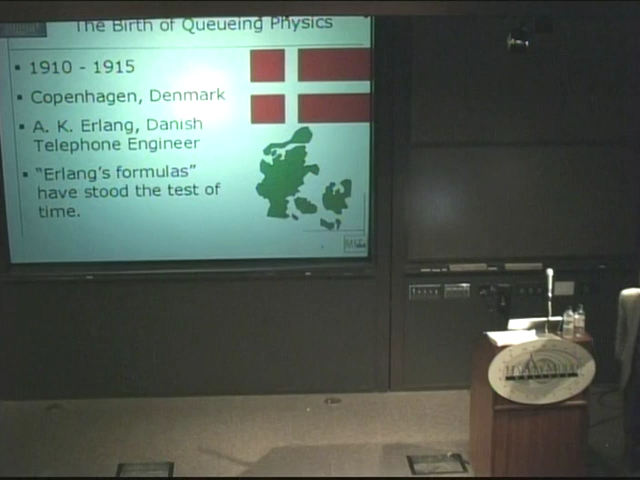 The Birth of Queueing Physics
▪ 1910 - 1915
▪ Copenhagen, Denmark
▪ A. K. Erlang, Danish
Telephone Engineer
▪ “Erlang’s formulas”
have stood the test of
time.